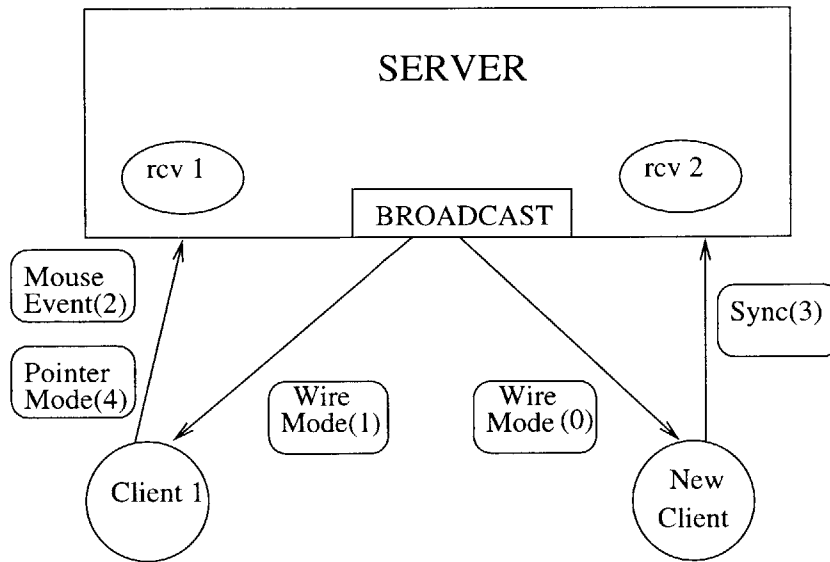 SERVER
rcv 1
rcv 2
BROADCAST
Mouse
Event(2)
Sync(3)
Pointer
Mode(4)
Wire
Mode(1)
Wire
Mode(0)
Client 1
New
Client